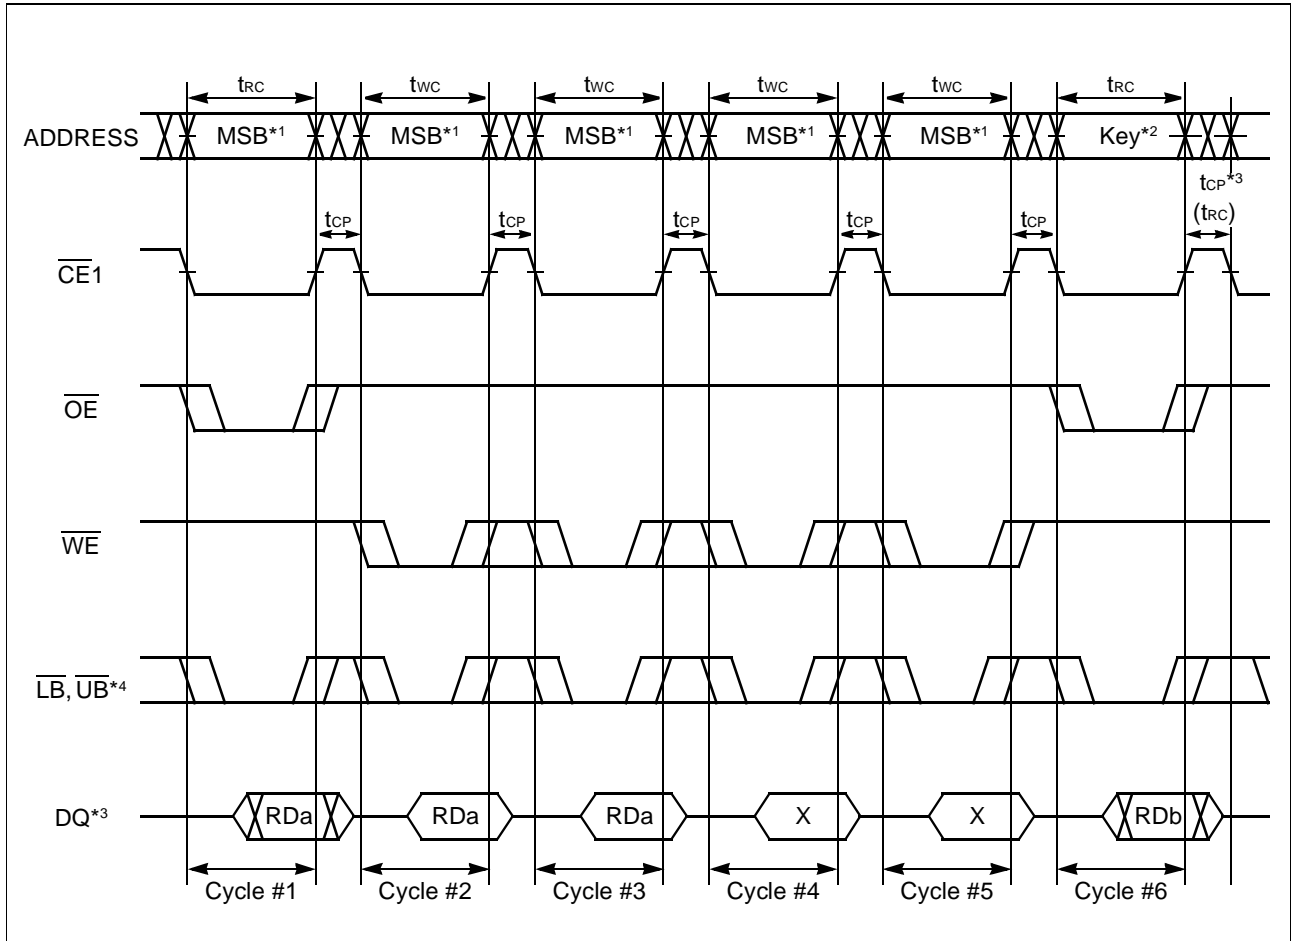 tRC tWC tWC tWC tWC tRC
ADDRESS MSB*1 MSB*1 MSB*1 MSB*1 MSB*1 Key*2
tCP*3
(tRC)
tCP tCP tCP tCP tCP
CE1
OE
WE
LB, UB*4
DQ*3 RDa RDa RDa X X RDb
Cycle #1 Cycle #2 Cycle #3 Cycle #4 Cycle #5 Cycle #6